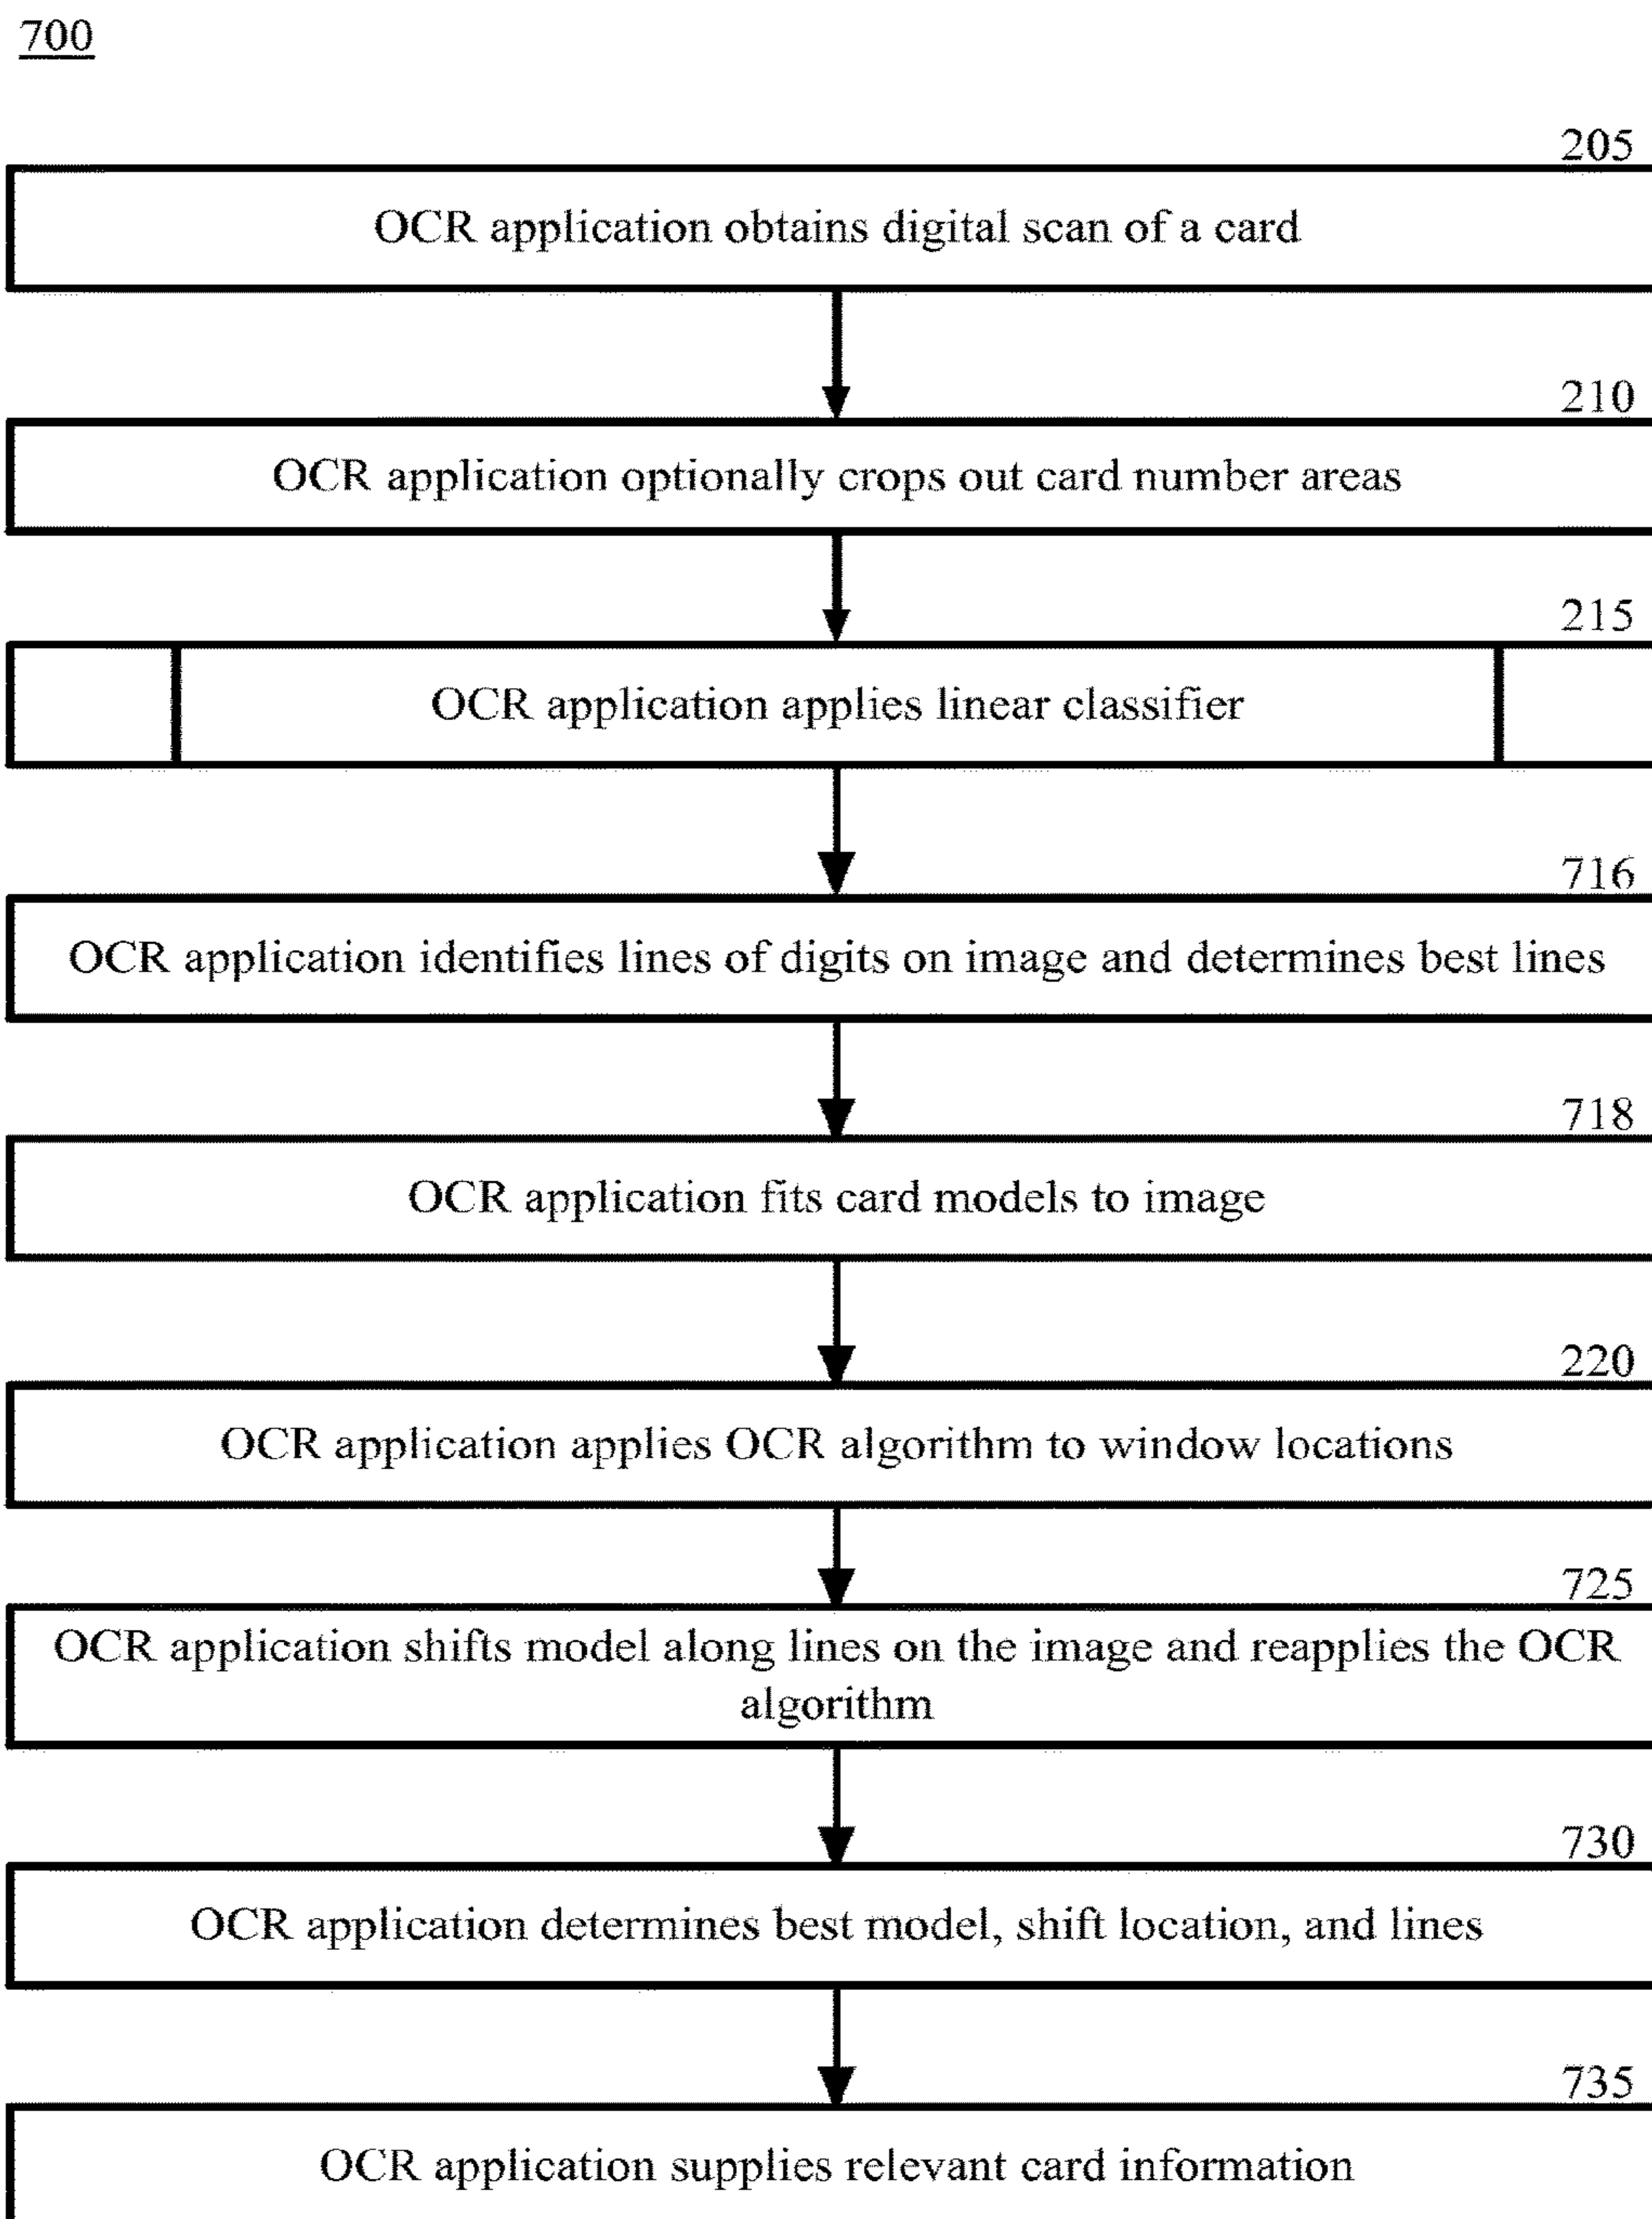 700
205
OCR application obtains digital scan of a card
210
OCR application optionally crops out card number areas
215
OCR application applies linear classifier
716
OCR application identifies lines of digits on image and determines best lines
718
OCR application fits card models to image
220
OCR application applies OCR algorithm to window locations
725
OCR application shifts model along lines on the image and reapplies the OCR
algorithm
730
OCR application determines best model, shift location, and lines
735
OCR application supplies relevant card information